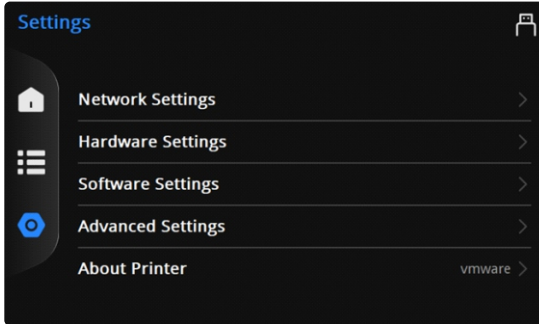 Settings
Network Settings
Hardware Settings
Software Settings
Advanced Settings
About Printer vmware